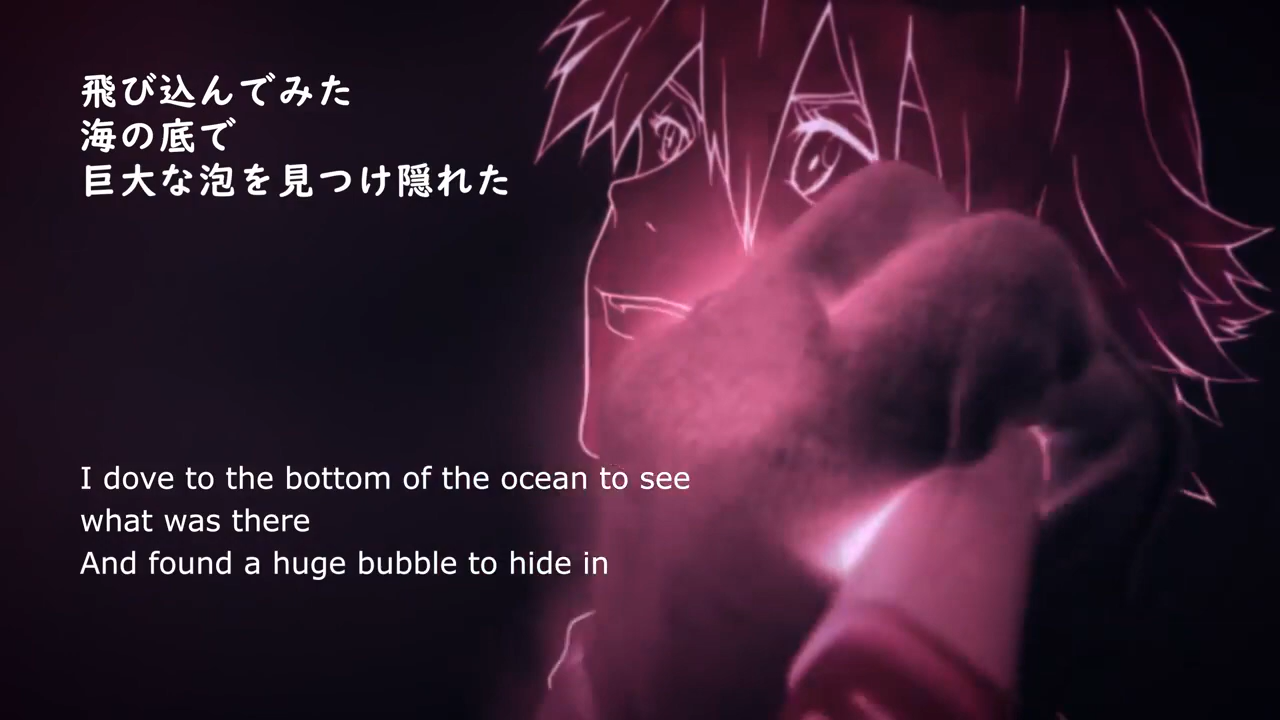 飛び込んでみた
海の底で
巨大な泡を見つけ隠れた
I dove to the bottom of the ocean to see
what was there
And found a huge bubble to hide in